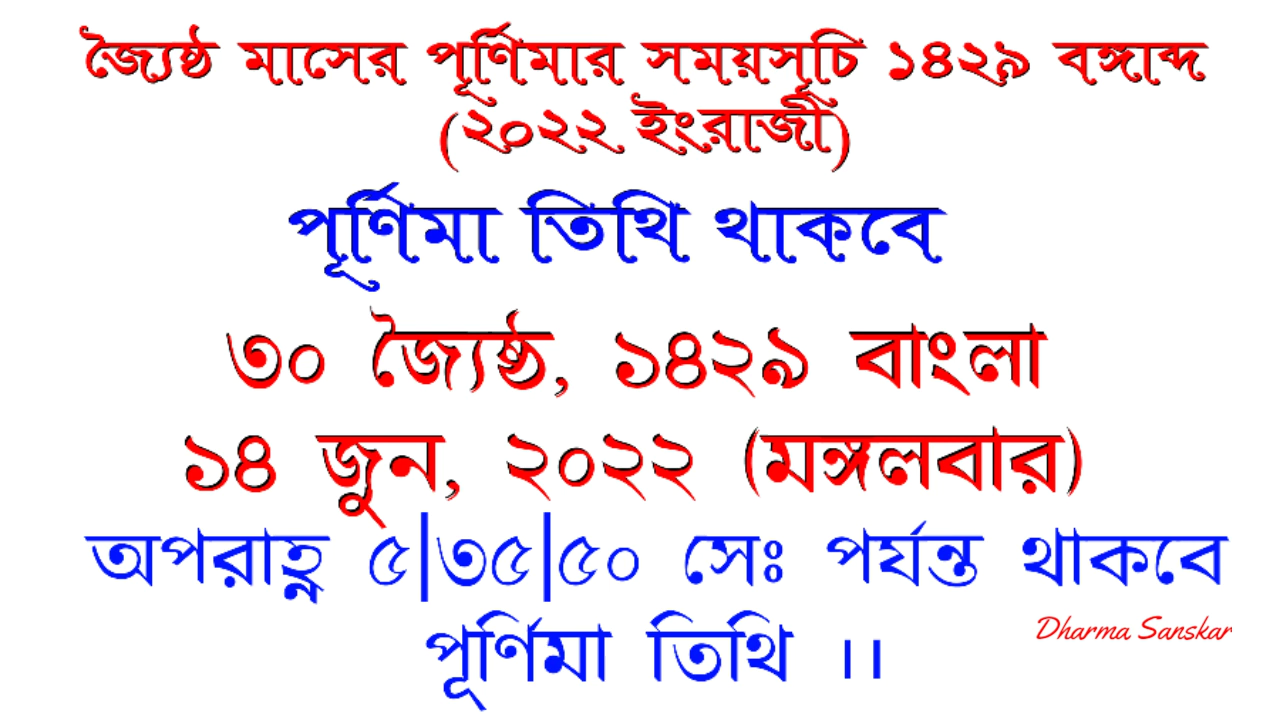 জ্যৈষ্ঠ মাসের পূর্ণিমার সময়সূচি ১৪২৯ বঙ্গাব্দ
(২০২২ ইংরাজী)
পূর্ণিমা তিথি থাকবে
৩০ জ্যৈষ্ঠ, ১৪২৯ বাংলা
১৪ জুন, ২০২২ (মঙ্গলবার)
অপরাহ্ণ ৫|৩৫|৫০ সেঃ পর্যন্ত থাকবে
পূর্ণিমা তিথি ।।
Dharma Sanskar